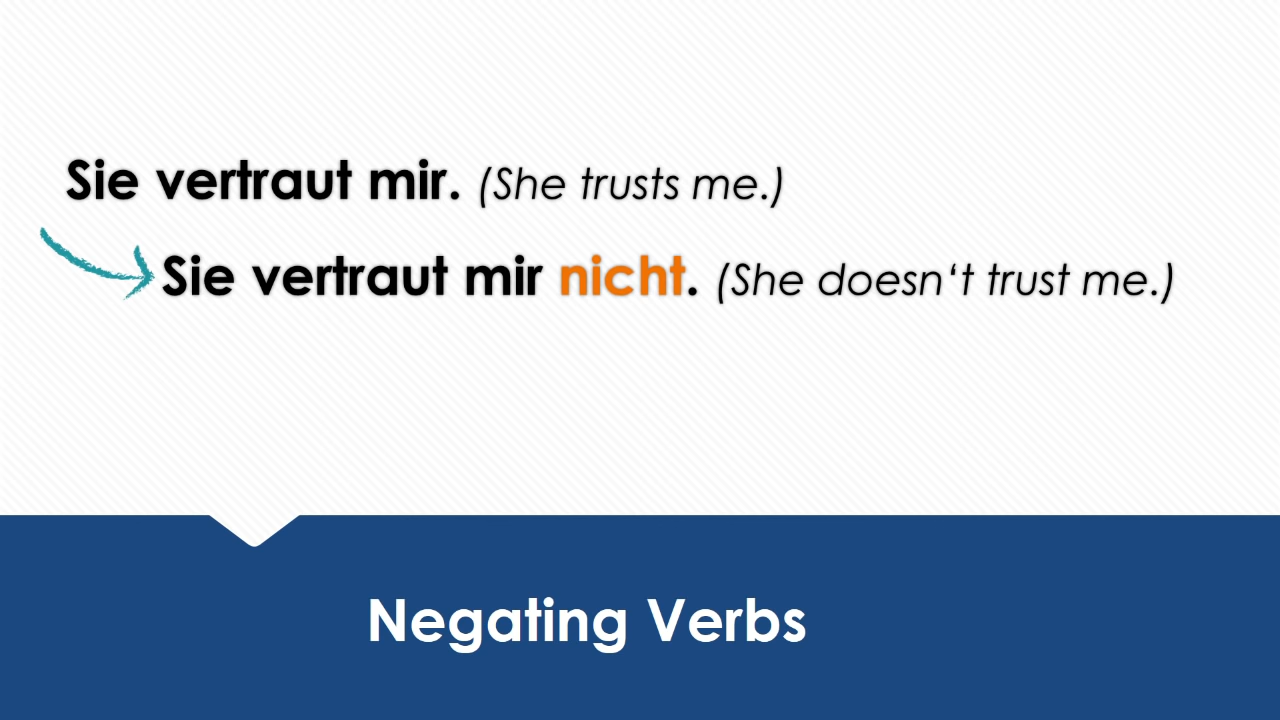 Sie vertraut mir. (She trusts me.)
Sie vertraut mir nicht. (She doesn‘t trust me.)
Negating Verbs